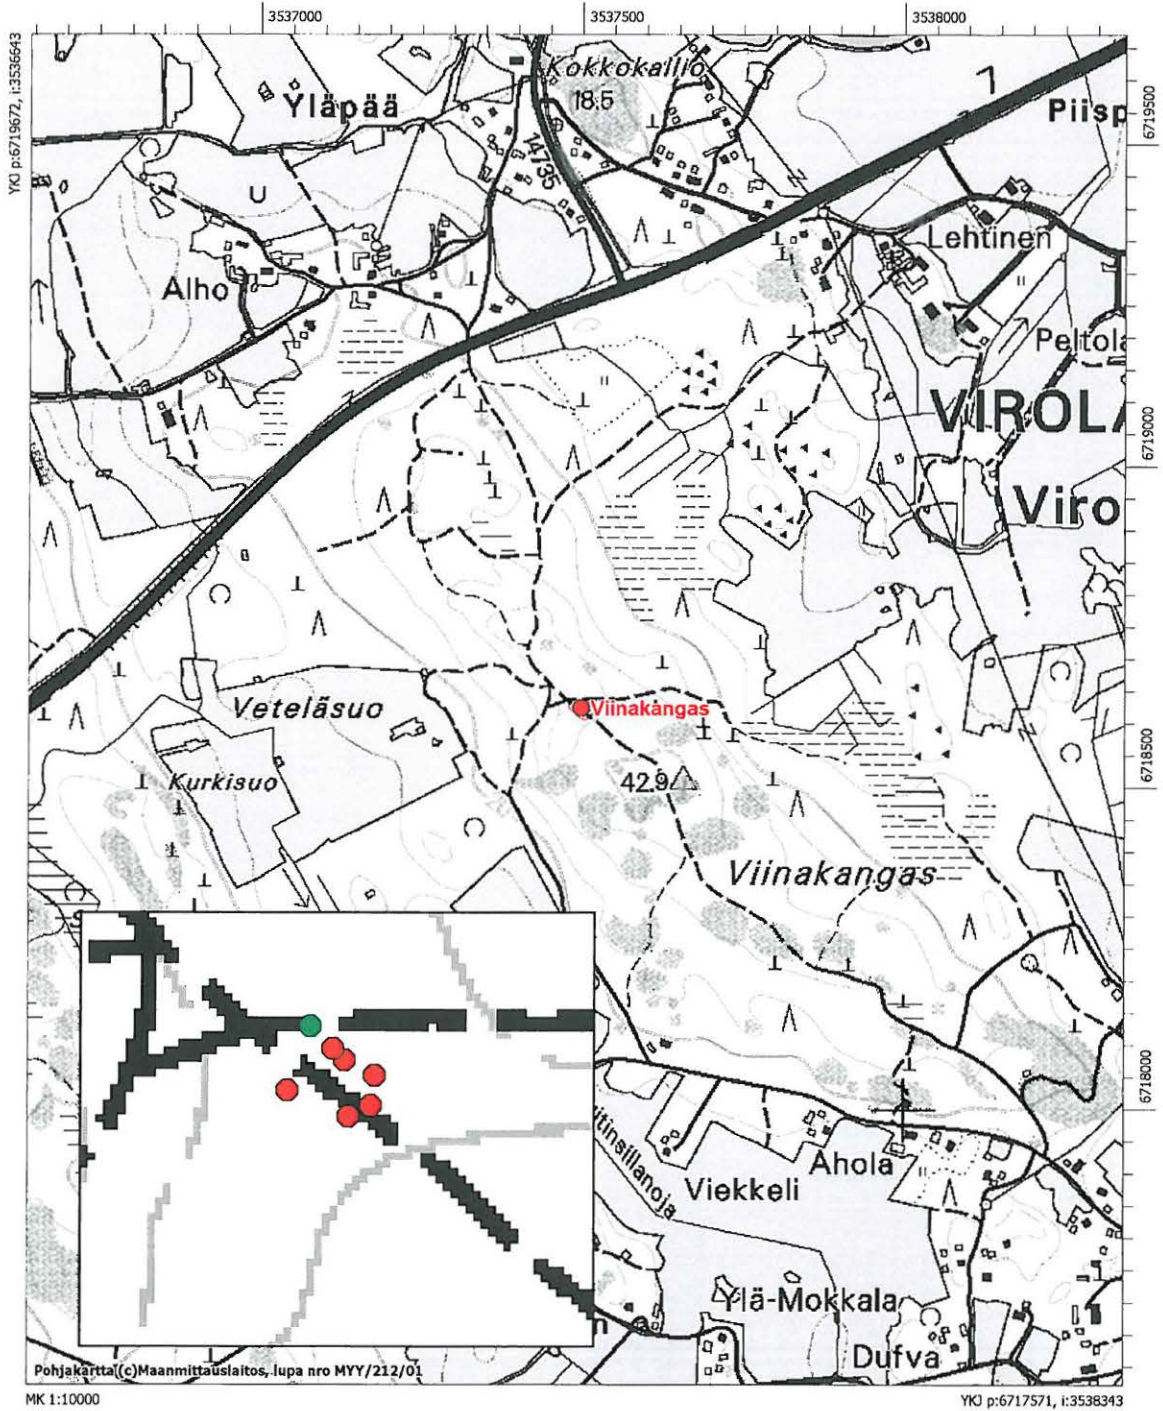 3537000
3537500
3538000
YKJ p:6719672, i:3536643
Kokkokallio
18.5
7
Yläpää
14735
Piisp
6719500
U
Lehtinen
Alho
Peltola
VIROLA
6719000
Viro
Veteläsuo
Viinakangas
6718500
Kurkisuo
42.9
Viinakangas
6718000
itinsillanoja
Ahola
Viekkeli
Ylä-Mokkala
n
Dufva
Pohjakartta (c)Maanmittauslaitos, lupa nro MYY/212/01
MK 1:10000
YKJ p:6717571, i:3538343